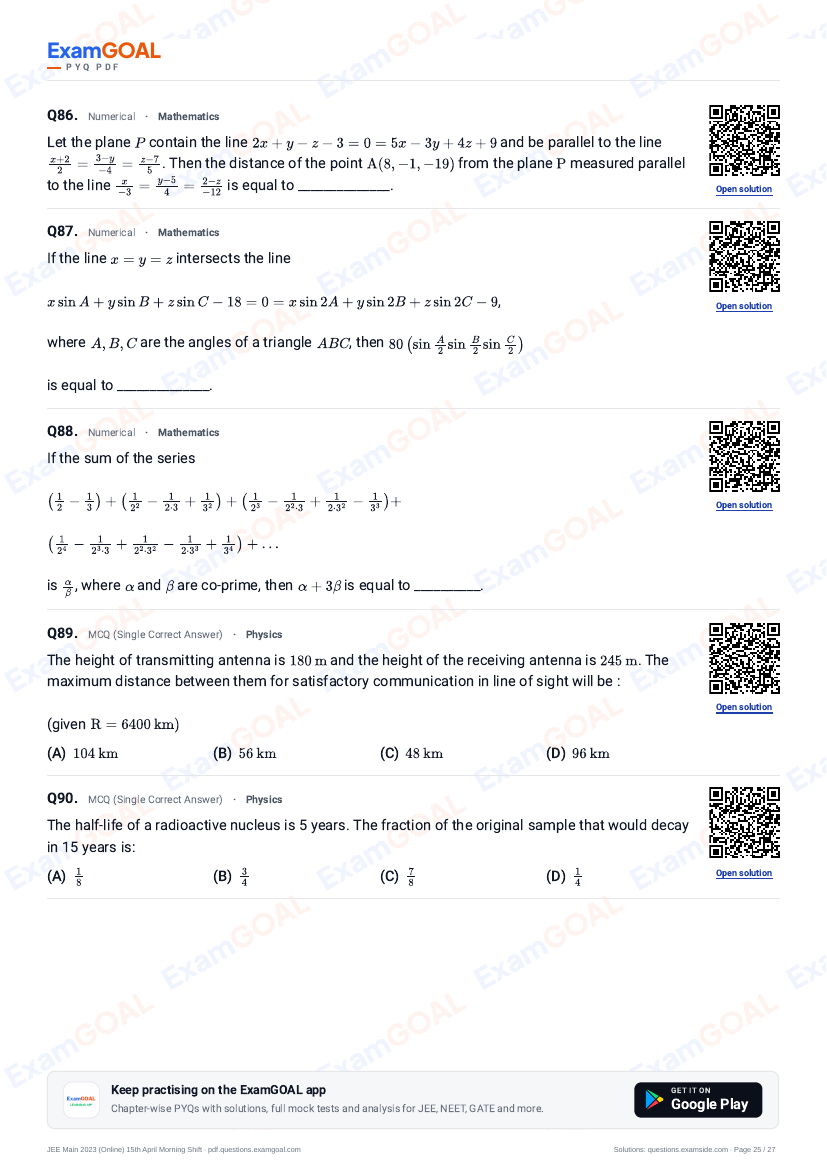 ExamGOAL
PYQ PDF
Q86. Numerical · Mathematics
Let the plane P contain the line 2x + y − z − 3 = 0 = 5x − 3y + 4z + 9 and be parallel to the line
(x+2)/2 = (3−y)/−4 = (z−7)/5. Then the distance of the point A(8, −1, −19) from the plane P measured parallel
to the line x/−3 = (y−5)/4 = (2−z)/−12 is equal to _____________.
Open solution
Q87. Numerical · Mathematics
If the line x = y = z intersects the line
x sin A + y sin B + z sin C − 18 = 0 = x sin 2A + y sin 2B + z sin 2C − 9,
where A, B, C are the angles of a triangle ABC, then 80 (sin A/2 sin B/2 sin C/2)
is equal to _____________.
Open solution
Q88. Numerical · Mathematics
If the sum of the series
(1/2 − 1/3) + (1/2² − 1/2·3 + 1/3²) + (1/2³ − 1/2²·3 + 1/2·3² − 1/3³)+
(1/2⁴ − 1/2³·3 + 1/2²·3² − 1/2·3³ + 1/3⁴) + …
is α/β, where α and β are co-prime, then α + 3β is equal to __________.
Open solution
Q89. MCQ (Single Correct Answer) · Physics
The height of transmitting antenna is 180 m and the height of the receiving antenna is 245 m. The
maximum distance between them for satisfactory communication in line of sight will be :
(given R = 6400 km)
(A) 104 km (B) 56 km (C) 48 km (D) 96 km
Open solution
Q90. MCQ (Single Correct Answer) · Physics
The half-life of a radioactive nucleus is 5 years. The fraction of the original sample that would decay
in 15 years is:
(A) 1/8 (B) 3/4 (C) 7/8 (D) 1/4
Open solution
Keep practising on the ExamGOAL app
Chapter-wise PYQs with solutions, full mock tests and analysis for JEE, NEET, GATE and more.
GET IT ON
Google Play
JEE Main 2023 (Online) 15th April Morning Shift · pdf.questions.examgoal.com
Solutions: questions.examside.com · Page 25 / 27